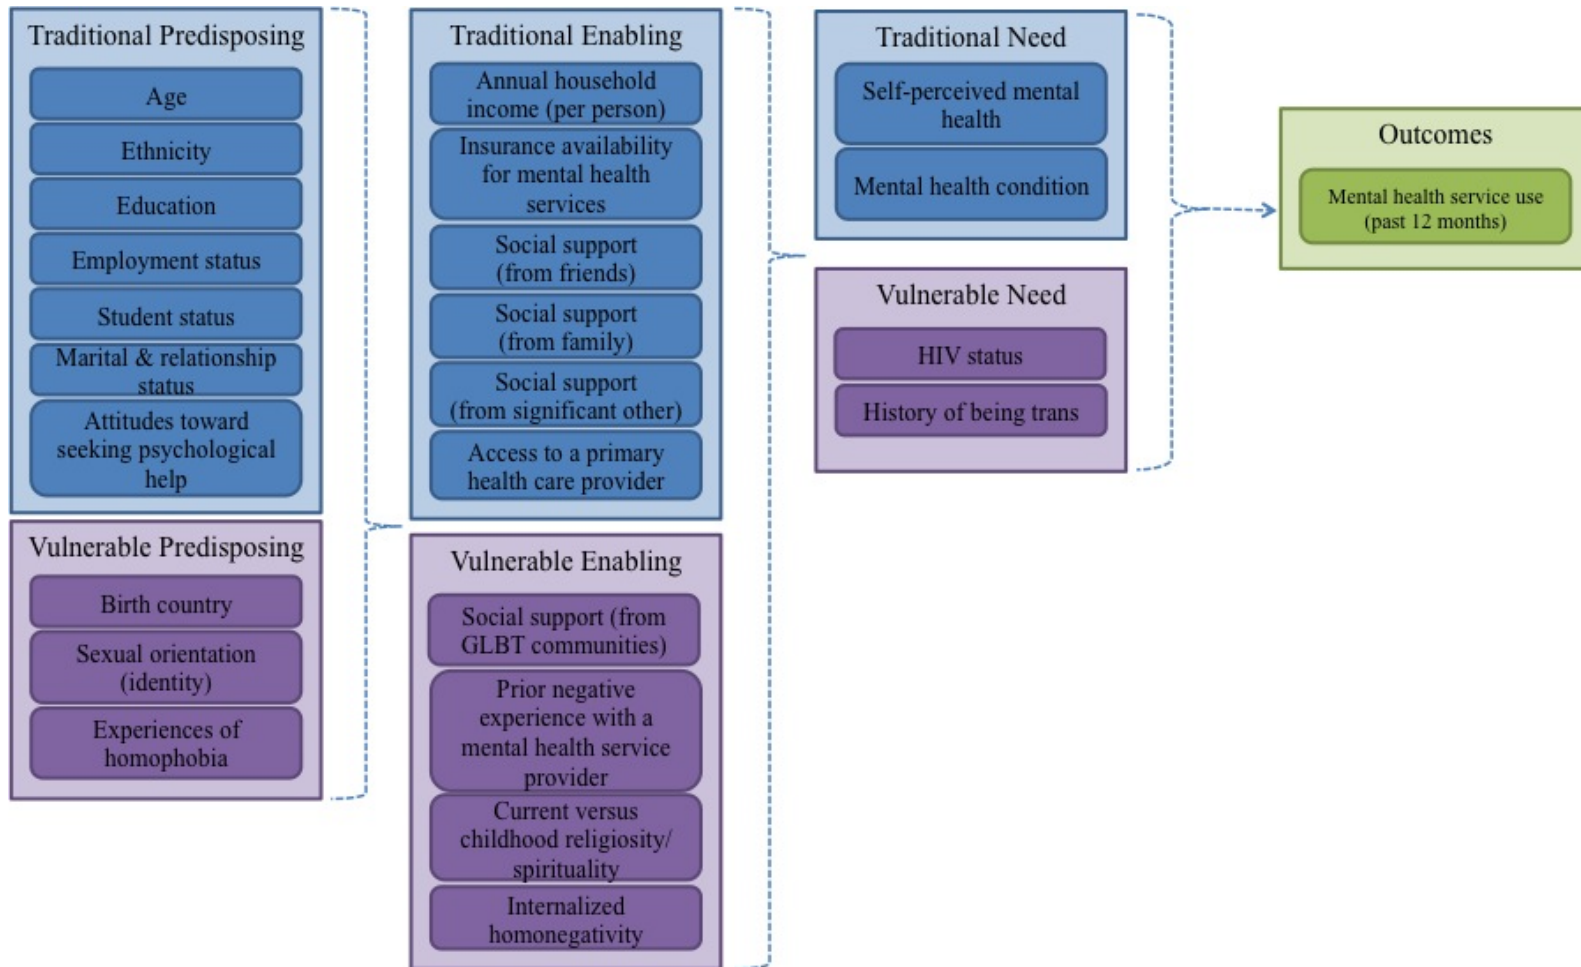 Traditional Predisposing
Age
Ethnicity
Education
Employment status
Student status
Marital & relationship
status
Attitudes toward
seeking psychological
help
Vulnerable Predisposing
Birth country
Sexual orientation
(identity)
Experiences of
homophobia
Traditional Enabling
Annual household
income (per person)
Insurance availability
for mental health
services
Social support
(from friends)
Social support
(from family)
Social support
(from significant other)
Access to a primary
health care provider
Vulnerable Enabling
Social support (from
GLBT communities)
Prior negative
experience with a
mental health service
provider
Current versus
childhood religiosity/
spirituality
Internalized
homonegativity
Traditional Need
Self-perceived mental
health
Mental health condition
Vulnerable Need
HIV status
History of being trans
Outcomes
Mental health service use
(past 12 months)